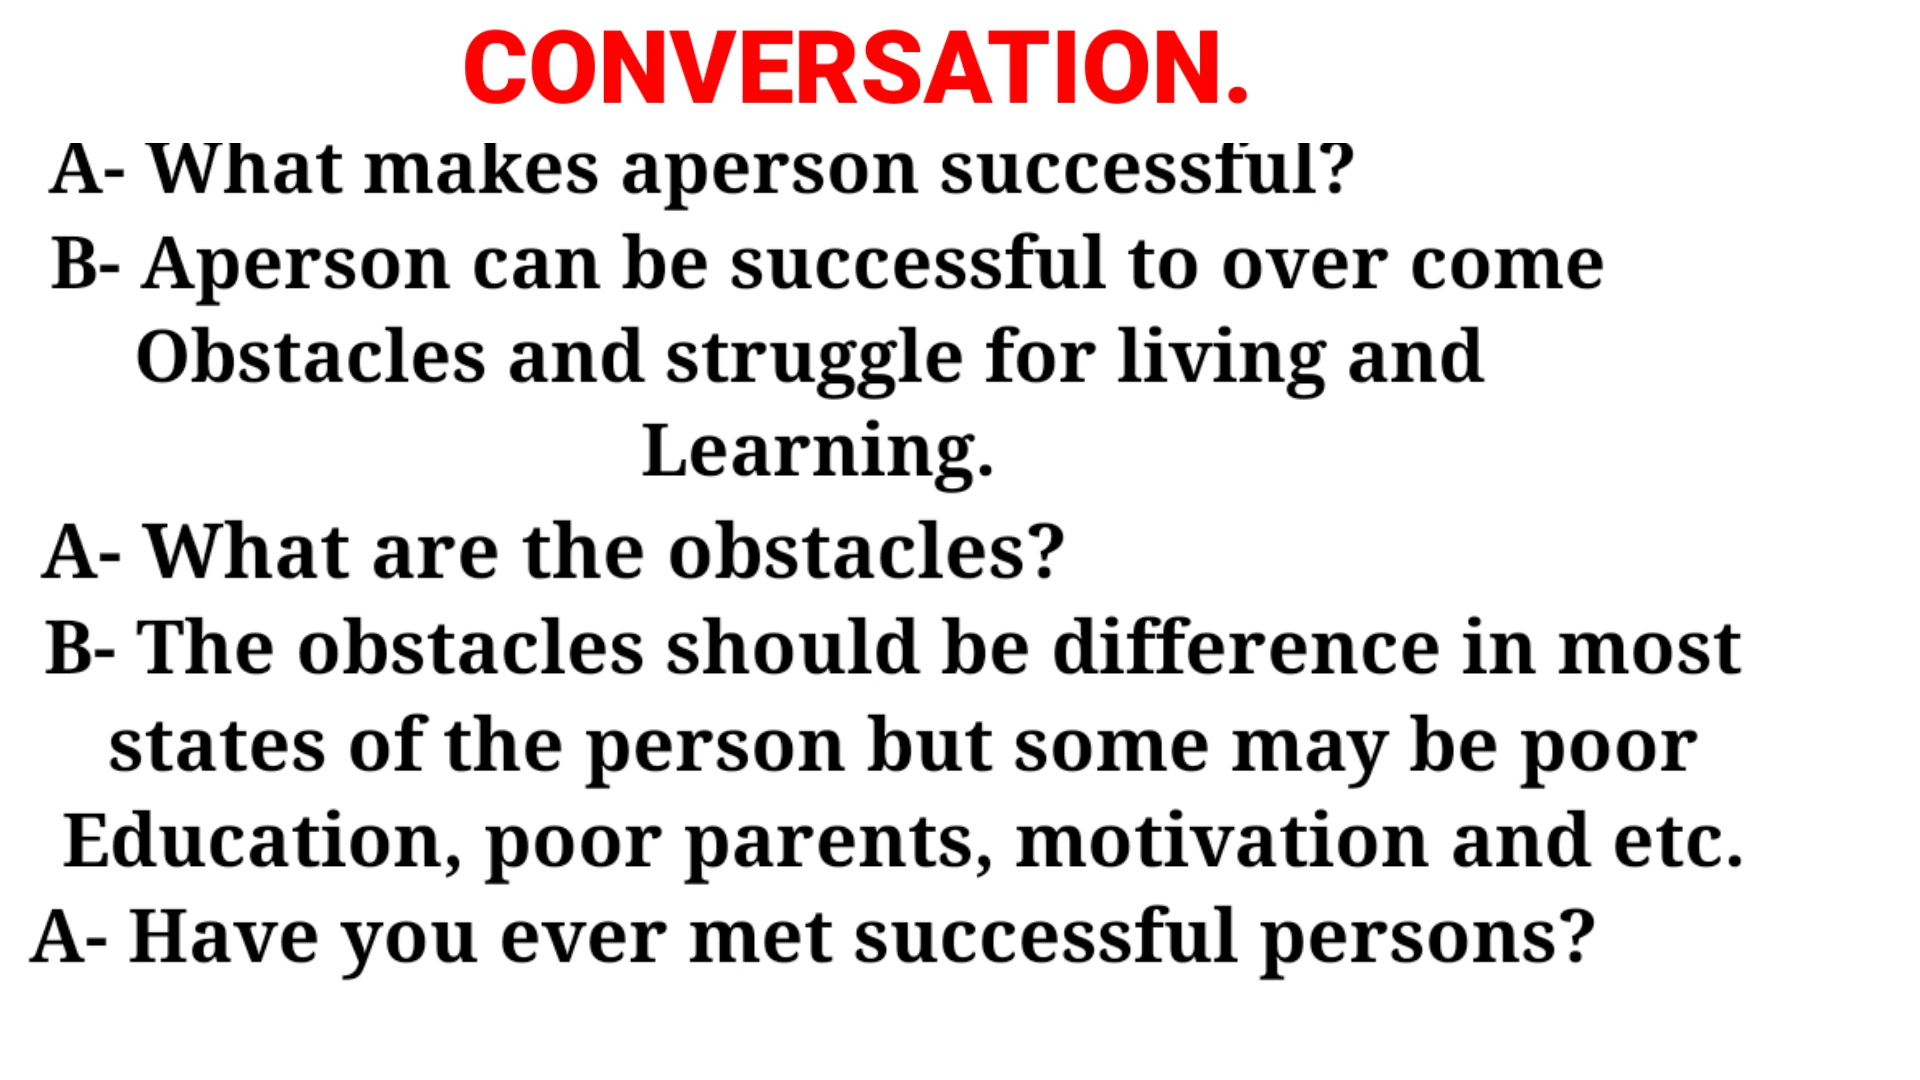 CONVERSATION.
A- What makes aperson successful?
B- Aperson can be successful to over come
Obstacles and struggle for living and
Learning.
A- What are the obstacles?
B- The obstacles should be difference in most
states of the person but some may be poor
Education, poor parents, motivation and etc.
A- Have you ever met successful persons?